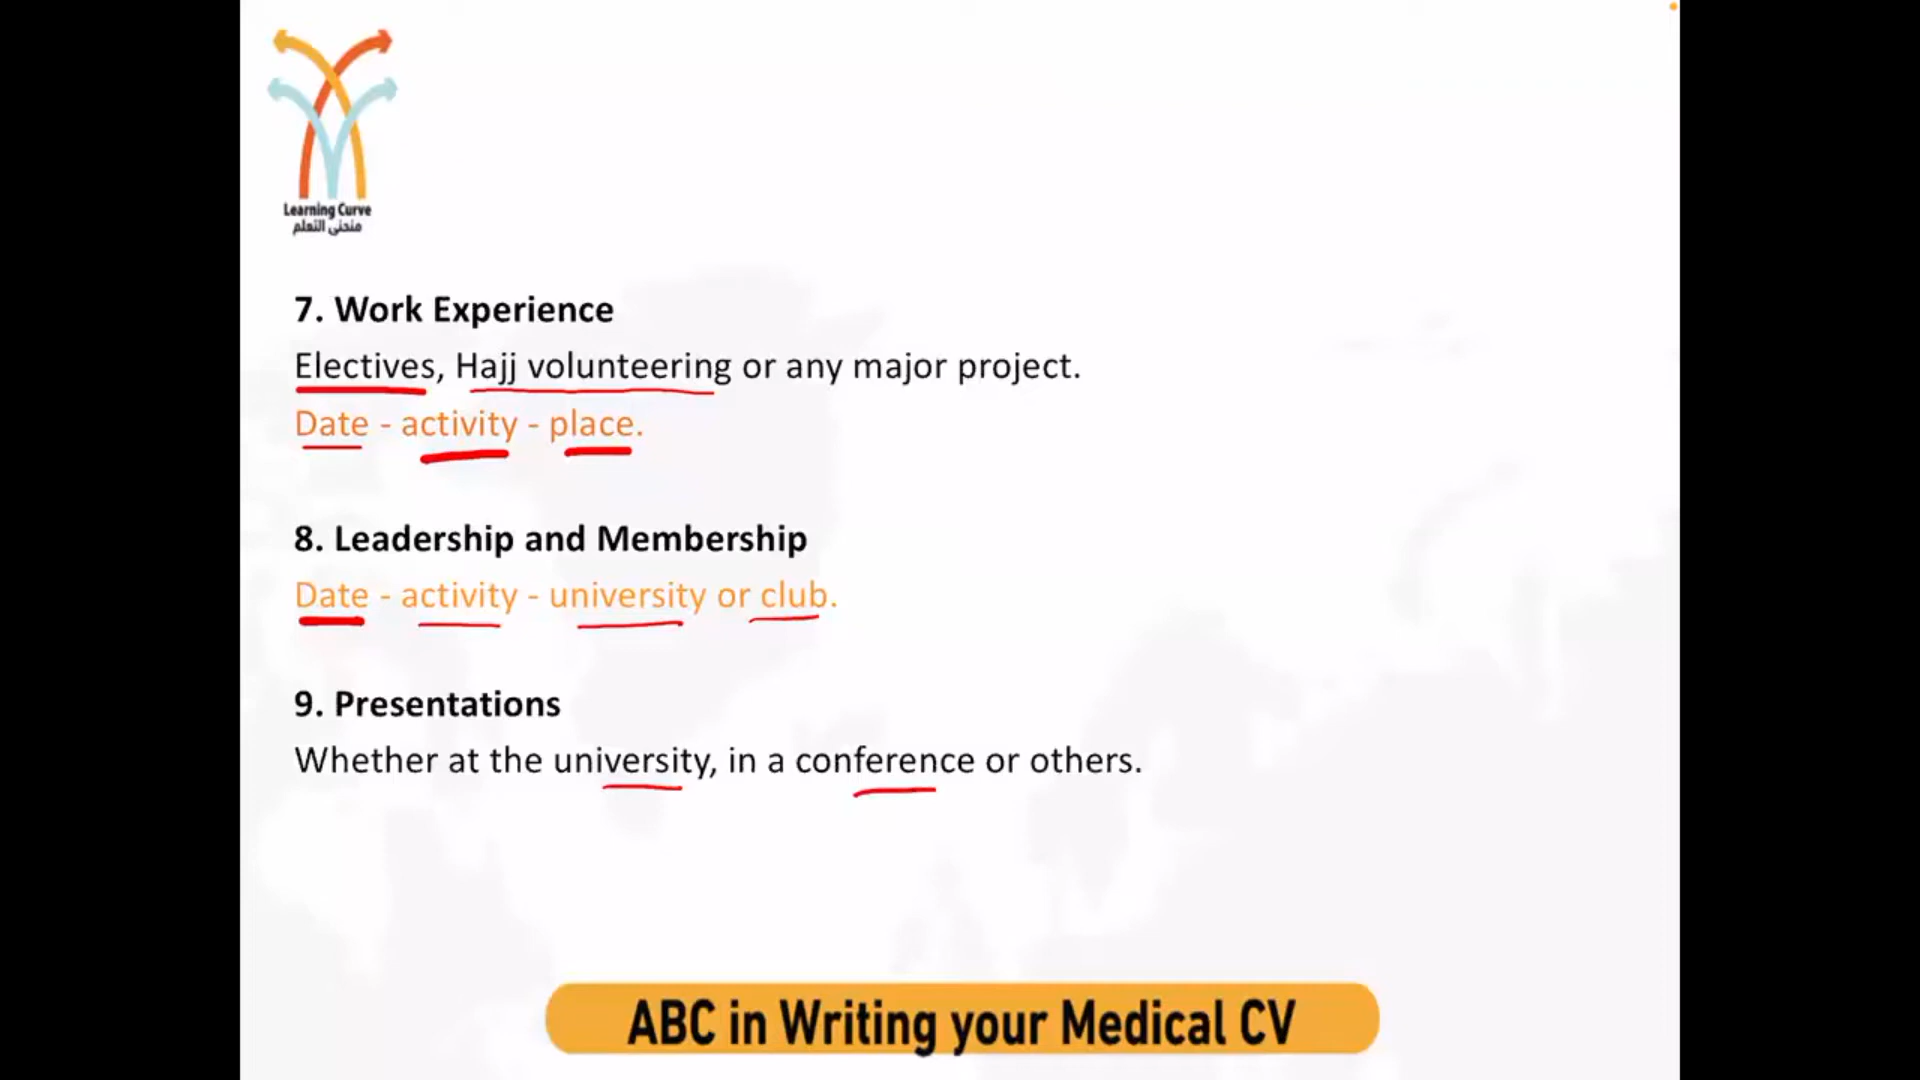 Learning Curve
منحنى التعلم
7. Work Experience
Electives, Hajj volunteering or any major project.
Date - activity - place.
8. Leadership and Membership
Date - activity - university or club.
9. Presentations
Whether at the university, in a conference or others.
ABC in Writing your Medical CV